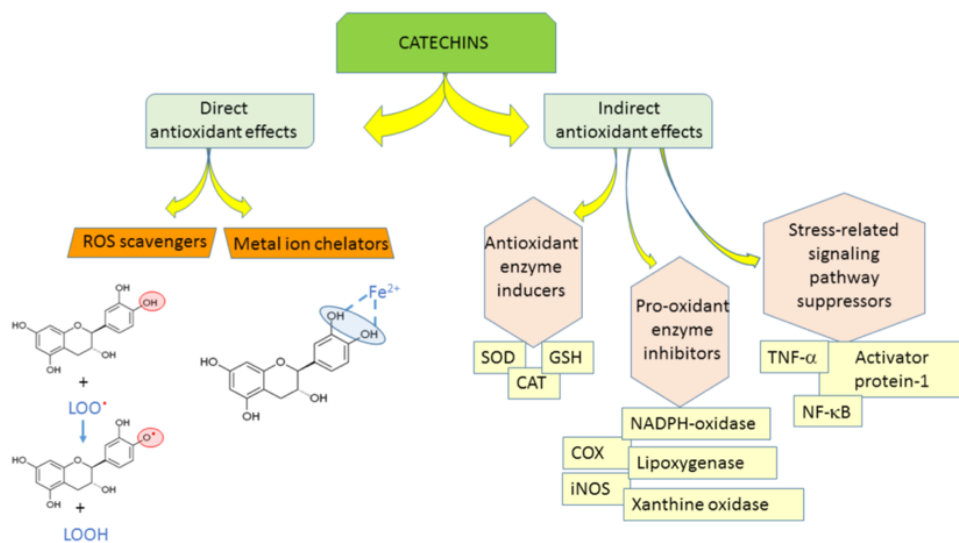 CATECHINS
Direct
antioxidant effects
Indirect
antioxidant effects
ROS scavengers
Metal ion chelators
Antioxidant
enzyme
inducers
Pro-oxidant
enzyme
inhibitors
Stress-related
signaling
pathway
suppressors
SOD
GSH
CAT
TNF-α
Activator
protein-1
NF-κB
NADPH-oxidase
COX
Lipoxygenase
iNOS
Xanthine oxidase
OH
OH
HO
O
OH
OH
+
LOO•
OH
O•
HO
O
OH
OH
+
LOOH
Fe²⁺
OH
OH
HO
O
OH
OH